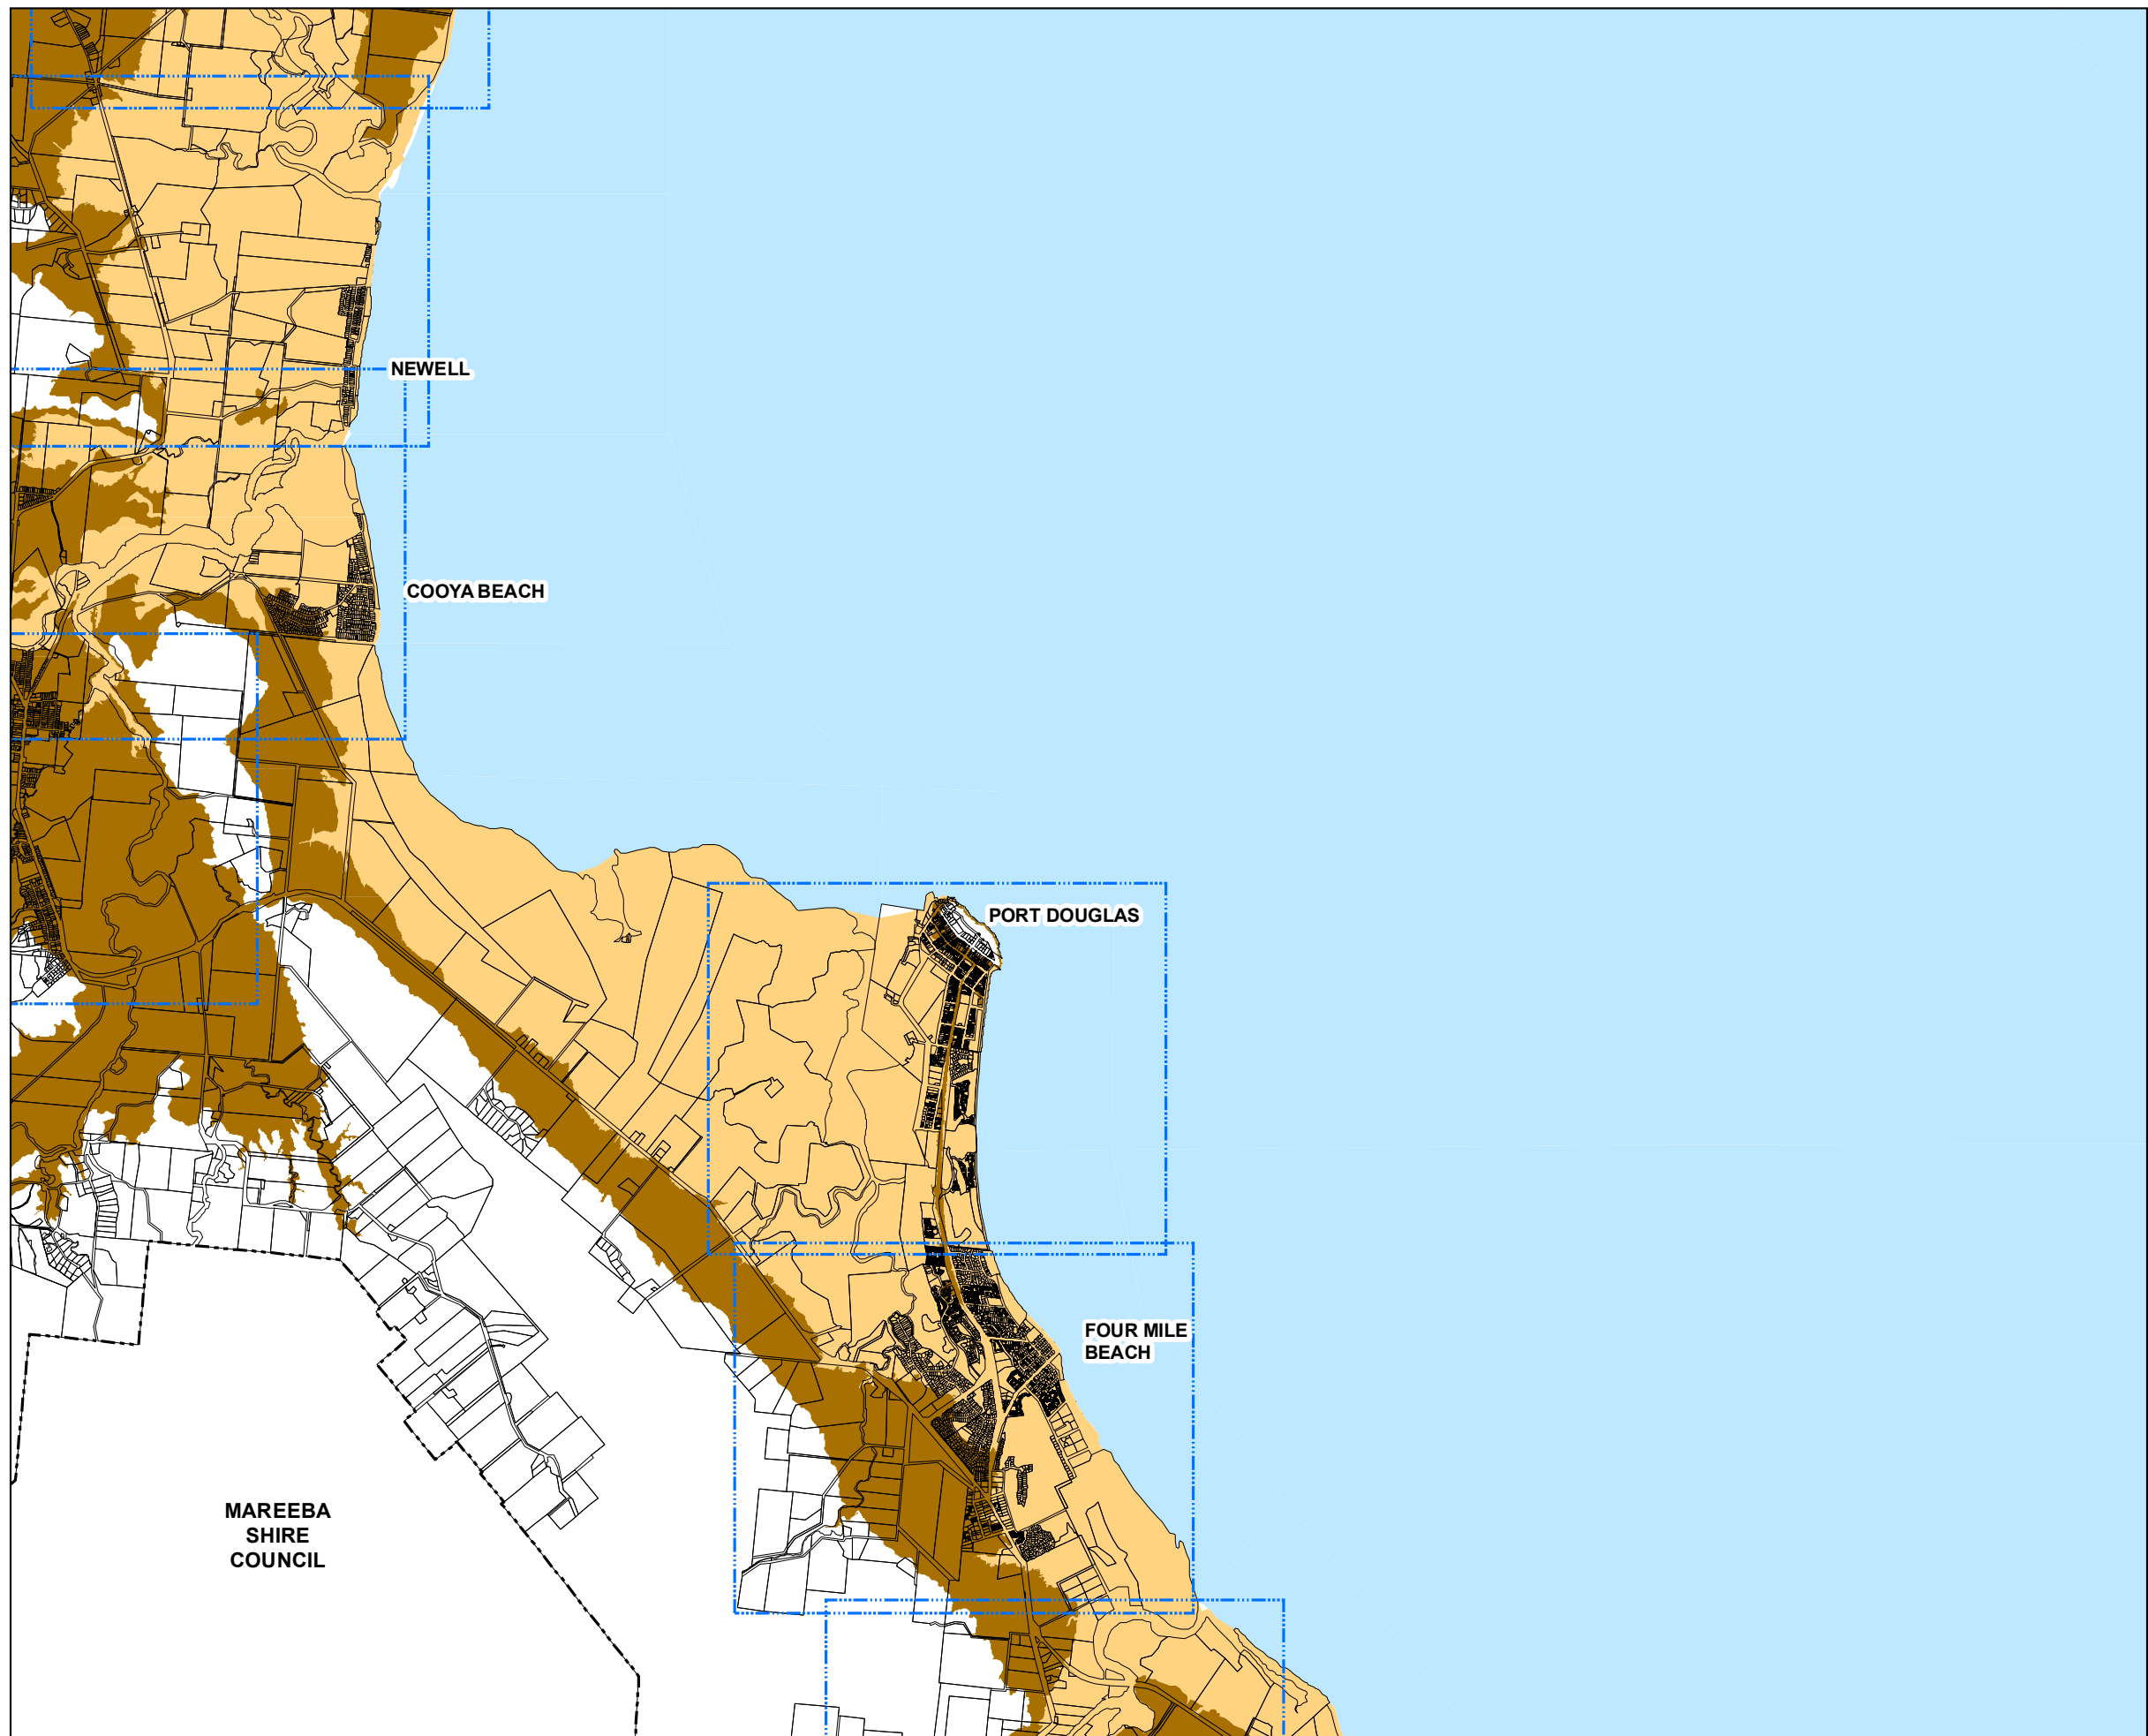 NEWELL
COOYA BEACH
PORT DOUGLAS
FOUR MILE
BEACH
MAREEBA
SHIRE
COUNCIL